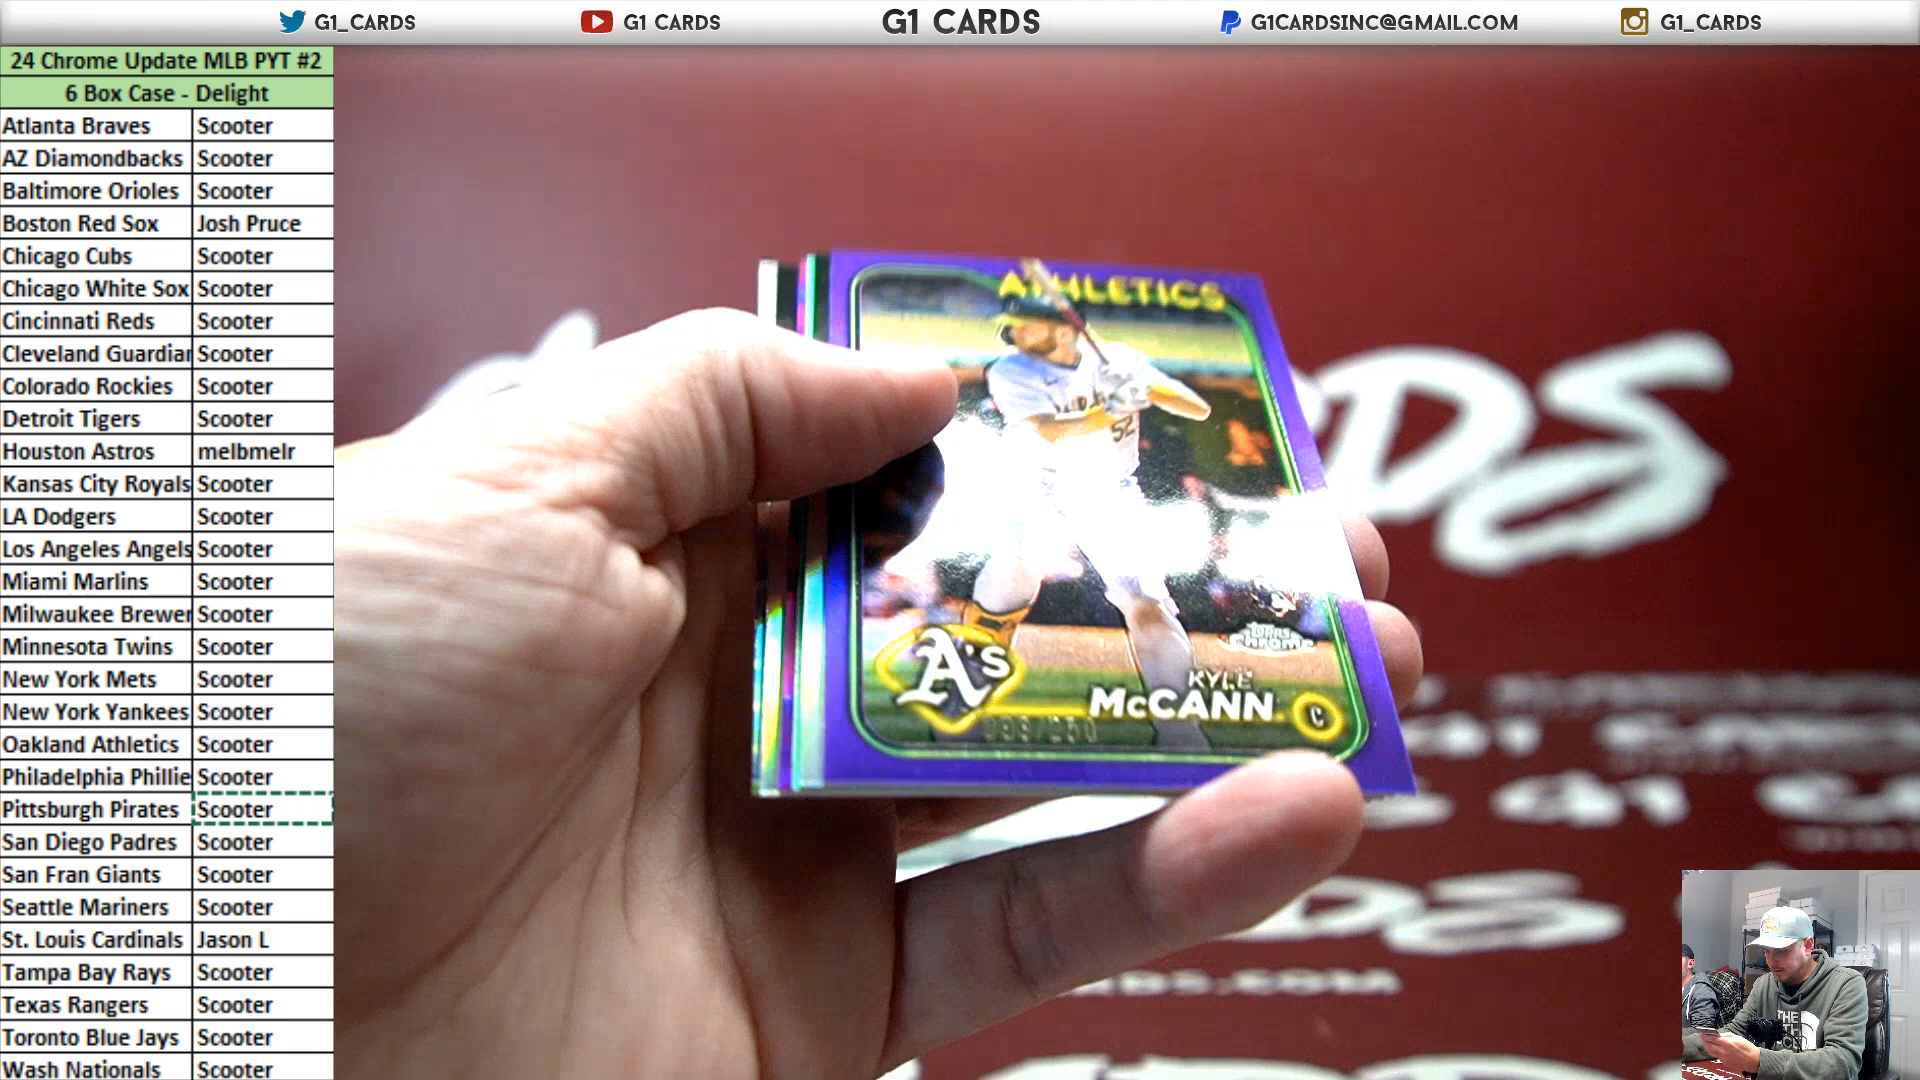 G1_CARDS G1 CARDS G1 CARDS G1CARDSINC@GMAIL.COM G1_CARDS
24 Chrome Update MLB PYT #2
6 Box Case - Delight
Atlanta Braves Scooter
AZ Diamondbacks Scooter
Baltimore Orioles Scooter
Boston Red Sox Josh Pruce
Chicago Cubs Scooter
Chicago White Sox Scooter
Cincinnati Reds Scooter
Cleveland Guardian Scooter
Colorado Rockies Scooter
Detroit Tigers Scooter
Houston Astros melbmelr
Kansas City Royals Scooter
LA Dodgers Scooter
Los Angeles Angels Scooter
Miami Marlins Scooter
Milwaukee Brewer Scooter
Minnesota Twins Scooter
New York Mets Scooter
New York Yankees Scooter
Oakland Athletics Scooter
Philadelphia Phillie Scooter
Pittsburgh Pirates Scooter
San Diego Padres Scooter
San Fran Giants Scooter
Seattle Mariners Scooter
St. Louis Cardinals Jason L
Tampa Bay Rays Scooter
Texas Rangers Scooter
Toronto Blue Jays Scooter
Wash Nationals Scooter
ATHLETICS
52
TOPPS CHROME
A's
KYLE
McCANN C
THE